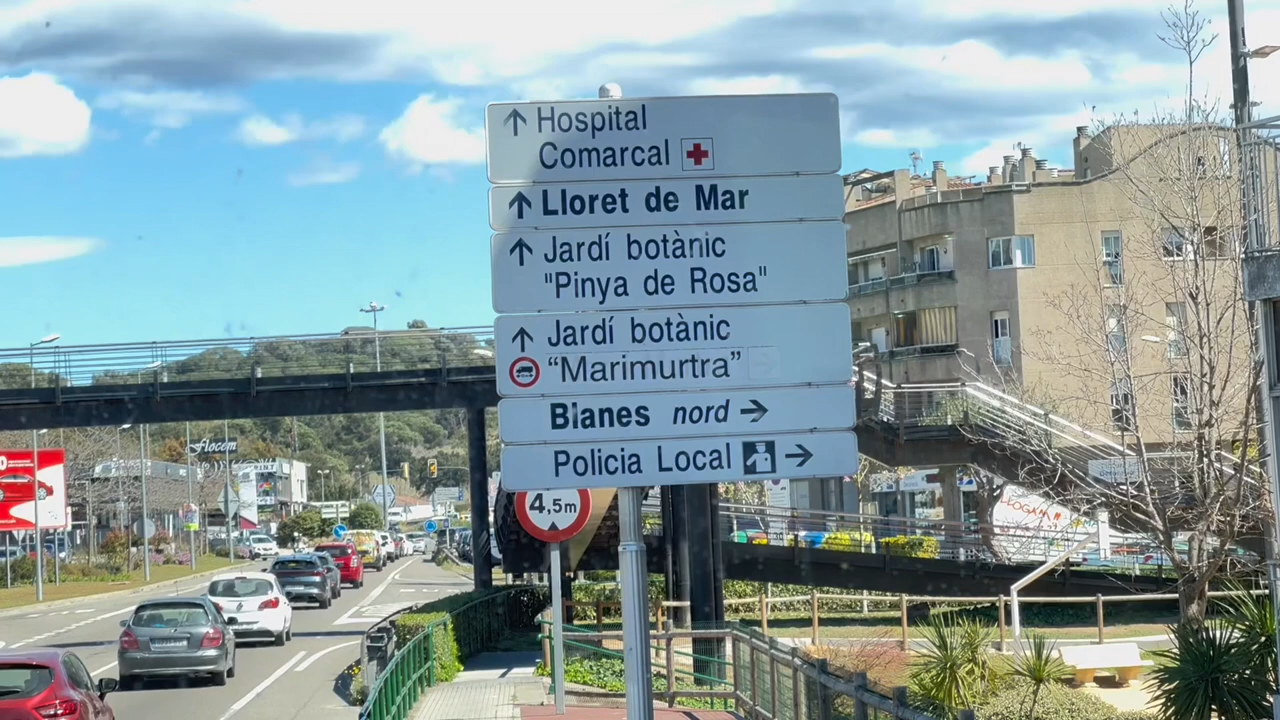 Hospital
Comarcal
Lloret de Mar
Jardí botànic
"Pinya de Rosa"
Jardí botànic
“Marimurtra”
Blanes nord
Policia Local
4,5m
Flocem